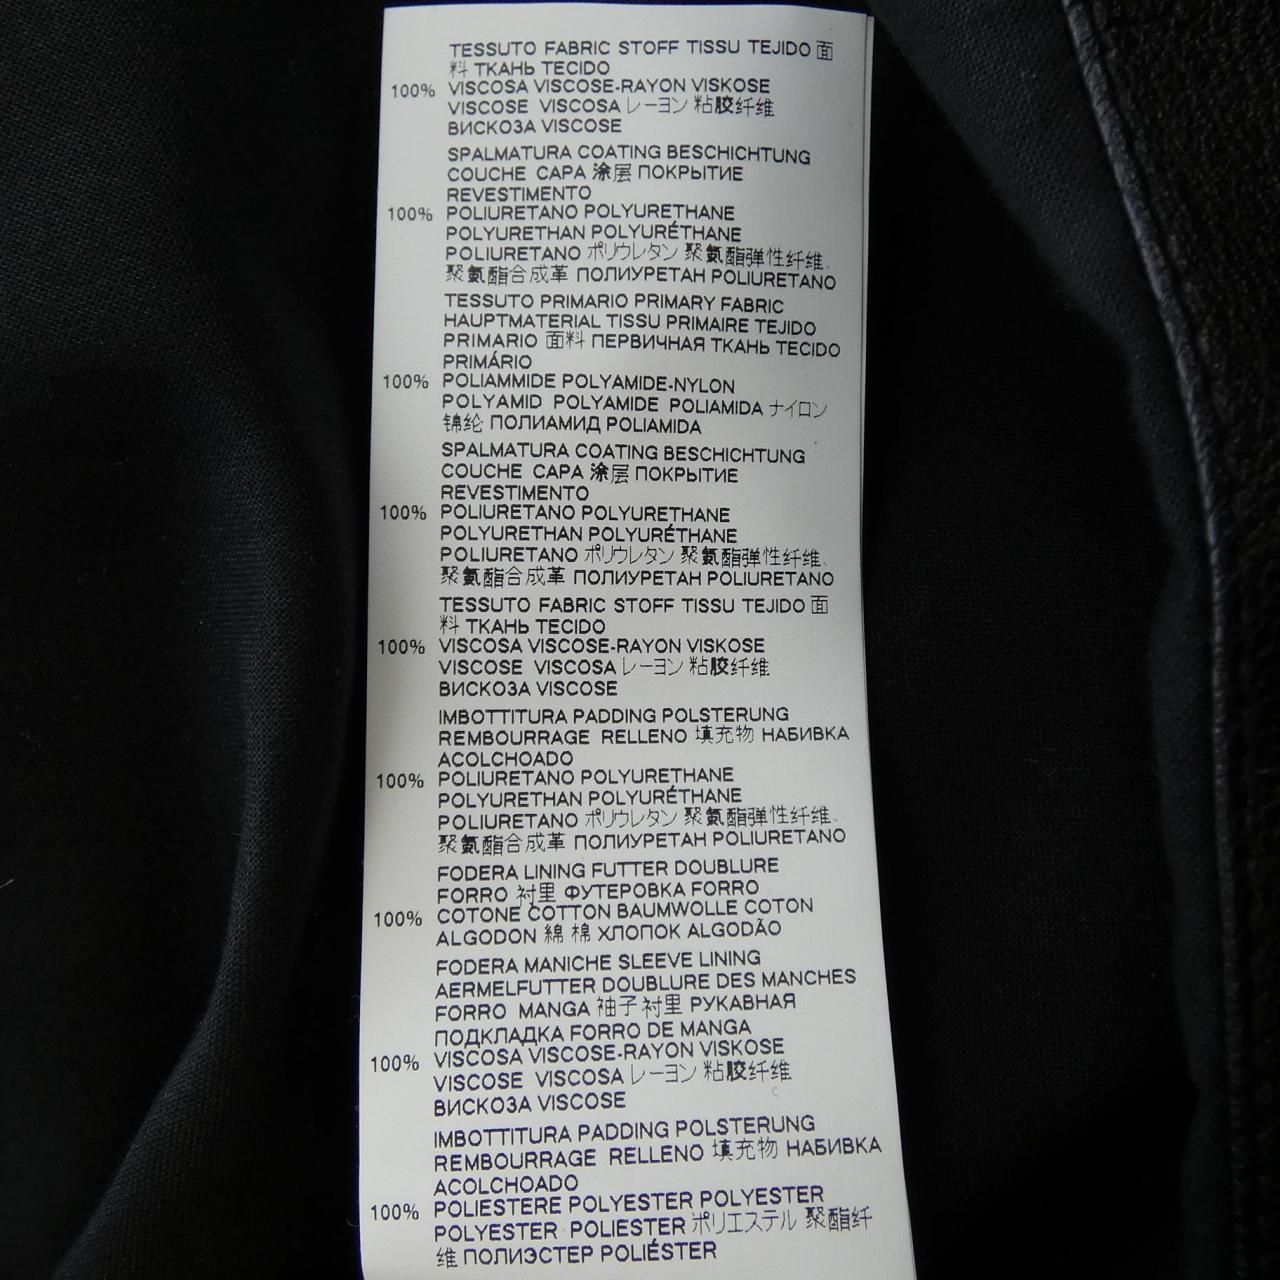 TESSUTO FABRIC STOFF TISSU TEJIDO 面
料 ТКАНЬ TECIDO
100% VISCOSA VISCOSE-RAYON VISKOSE
VISCOSE VISCOSA レーヨン 粘胶纤维
ВИСКОЗА VISCOSE
SPALMATURA COATING BESCHICHTUNG
COUCHE CAPA 涂层 ПОКРЫТИЕ
REVESTIMENTO
100% POLIURETANO POLYURETHANE
POLYURETHAN POLYURÉTHANE
POLIURETANO ポリウレタン 聚氨酯弹性纤维、
聚氨酯合成革 ПОЛИУРЕТАН POLIURETANO
TESSUTO PRIMARIO PRIMARY FABRIC
HAUPTMATERIAL TISSU PRIMAIRE TEJIDO
PRIMARIO 面料 ПЕРВИЧНАЯ ТКАНЬ TECIDO
PRIMÁRIO
100% POLIAMMIDE POLYAMIDE-NYLON
POLYAMID POLYAMIDE POLIAMIDA ナイロン
锦纶 ПОЛИАМИД POLIAMIDA
SPALMATURA COATING BESCHICHTUNG
COUCHE CAPA 涂层 ПОКРЫТИЕ
REVESTIMENTO
100% POLIURETANO POLYURETHANE
POLYURETHAN POLYURÉTHANE
POLIURETANO ポリウレタン 聚氨酯弹性纤维、
聚氨酯合成革 ПОЛИУРЕТАН POLIURETANO
TESSUTO FABRIC STOFF TISSU TEJIDO 面
料 ТКАНЬ TECIDO
100% VISCOSA VISCOSE-RAYON VISKOSE
VISCOSE VISCOSA レーヨン 粘胶纤维
ВИСКОЗА VISCOSE
IMBOTTITURA PADDING POLSTERUNG
REMBOURRAGE RELLENO 填充物 НАБИВКА
ACOLCHOADO
100% POLIURETANO POLYURETHANE
POLYURETHAN POLYURÉTHANE
POLIURETANO ポリウレタン 聚氨酯弹性纤维、
聚氨酯合成革 ПОЛИУРЕТАН POLIURETANO
FODERA LINING FUTTER DOUBLURE
FORRO 衬里 ФУТЕРОВКА FORRO
100% COTONE COTTON BAUMWOLLE COTON
ALGODON 綿 棉 ХЛОПОК ALGODÃO
FODERA MANICHE SLEEVE LINING
AERMELFUTTER DOUBLURE DES MANCHES
FORRO MANGA 袖子衬里 РУКАВНАЯ
ПОДКЛАДКА FORRO DE MANGA
100% VISCOSA VISCOSE-RAYON VISKOSE
VISCOSE VISCOSA レーヨン 粘胶纤维
ВИСКОЗА VISCOSE
IMBOTTITURA PADDING POLSTERUNG
REMBOURRAGE RELLENO 填充物 НАБИВКА
ACOLCHOADO
100% POLIESTERE POLYESTER POLYESTER
POLYESTER POLIESTER ポリエステル 聚酯纤
维 ПОЛИЭСТЕР POLIÉSTER